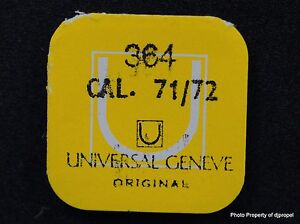 364
CAL. 71/72
UNIVERSAL GENEVE
ORIGINAL
Photo Property of djpropel